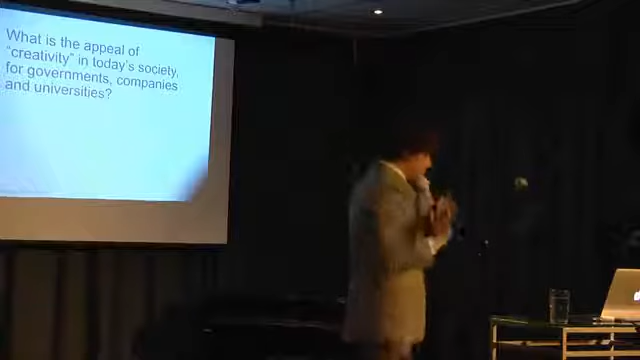 What is the appeal of
"creativity" in today's society,
for governments, companies
and universities?